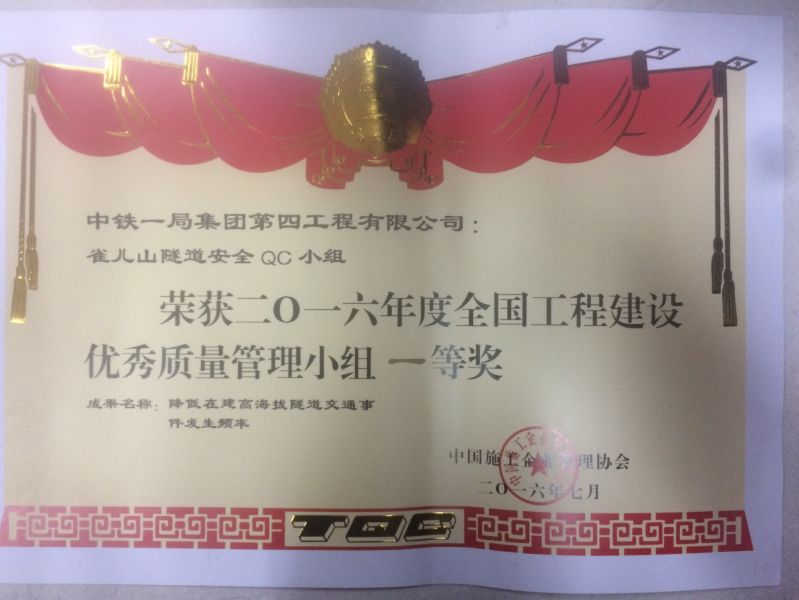 中铁一局集团第四工程有限公司：
雀儿山隧道安全 QC 小组
荣获二O一六年度全国工程建设
优秀质量管理小组 一等奖
成果名称：降低在建高海拔隧道交通事
件发生频率
中国施工企业管理协会
二O一六年七月
TQC